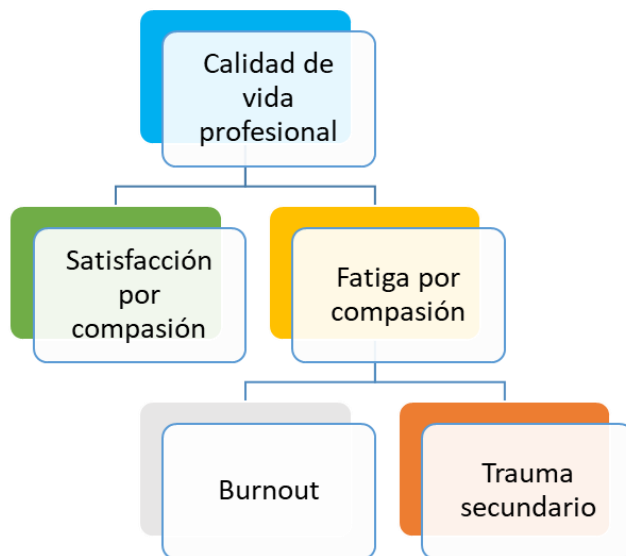 Calidad de
vida
profesional
Satisfacción
por
compasión
Fatiga por
compasión
Burnout
Trauma
secundario